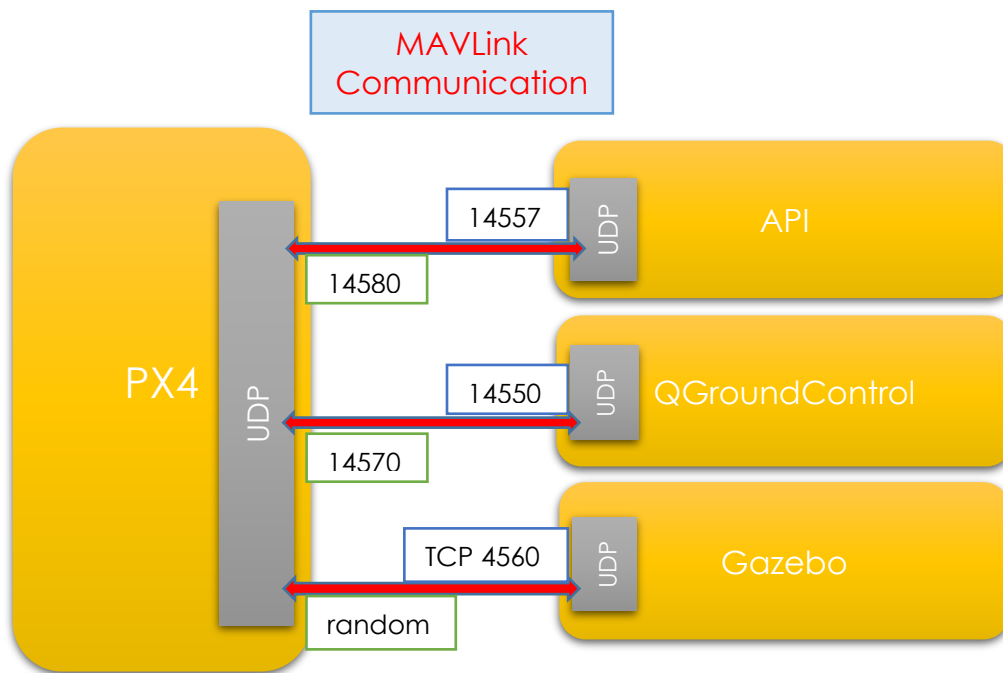 MAVLink
Communication
14557
UDP
API
14580
PX4
UDP
14550
UDP
QGroundControl
14570
TCP 4560
UDP
Gazebo
random